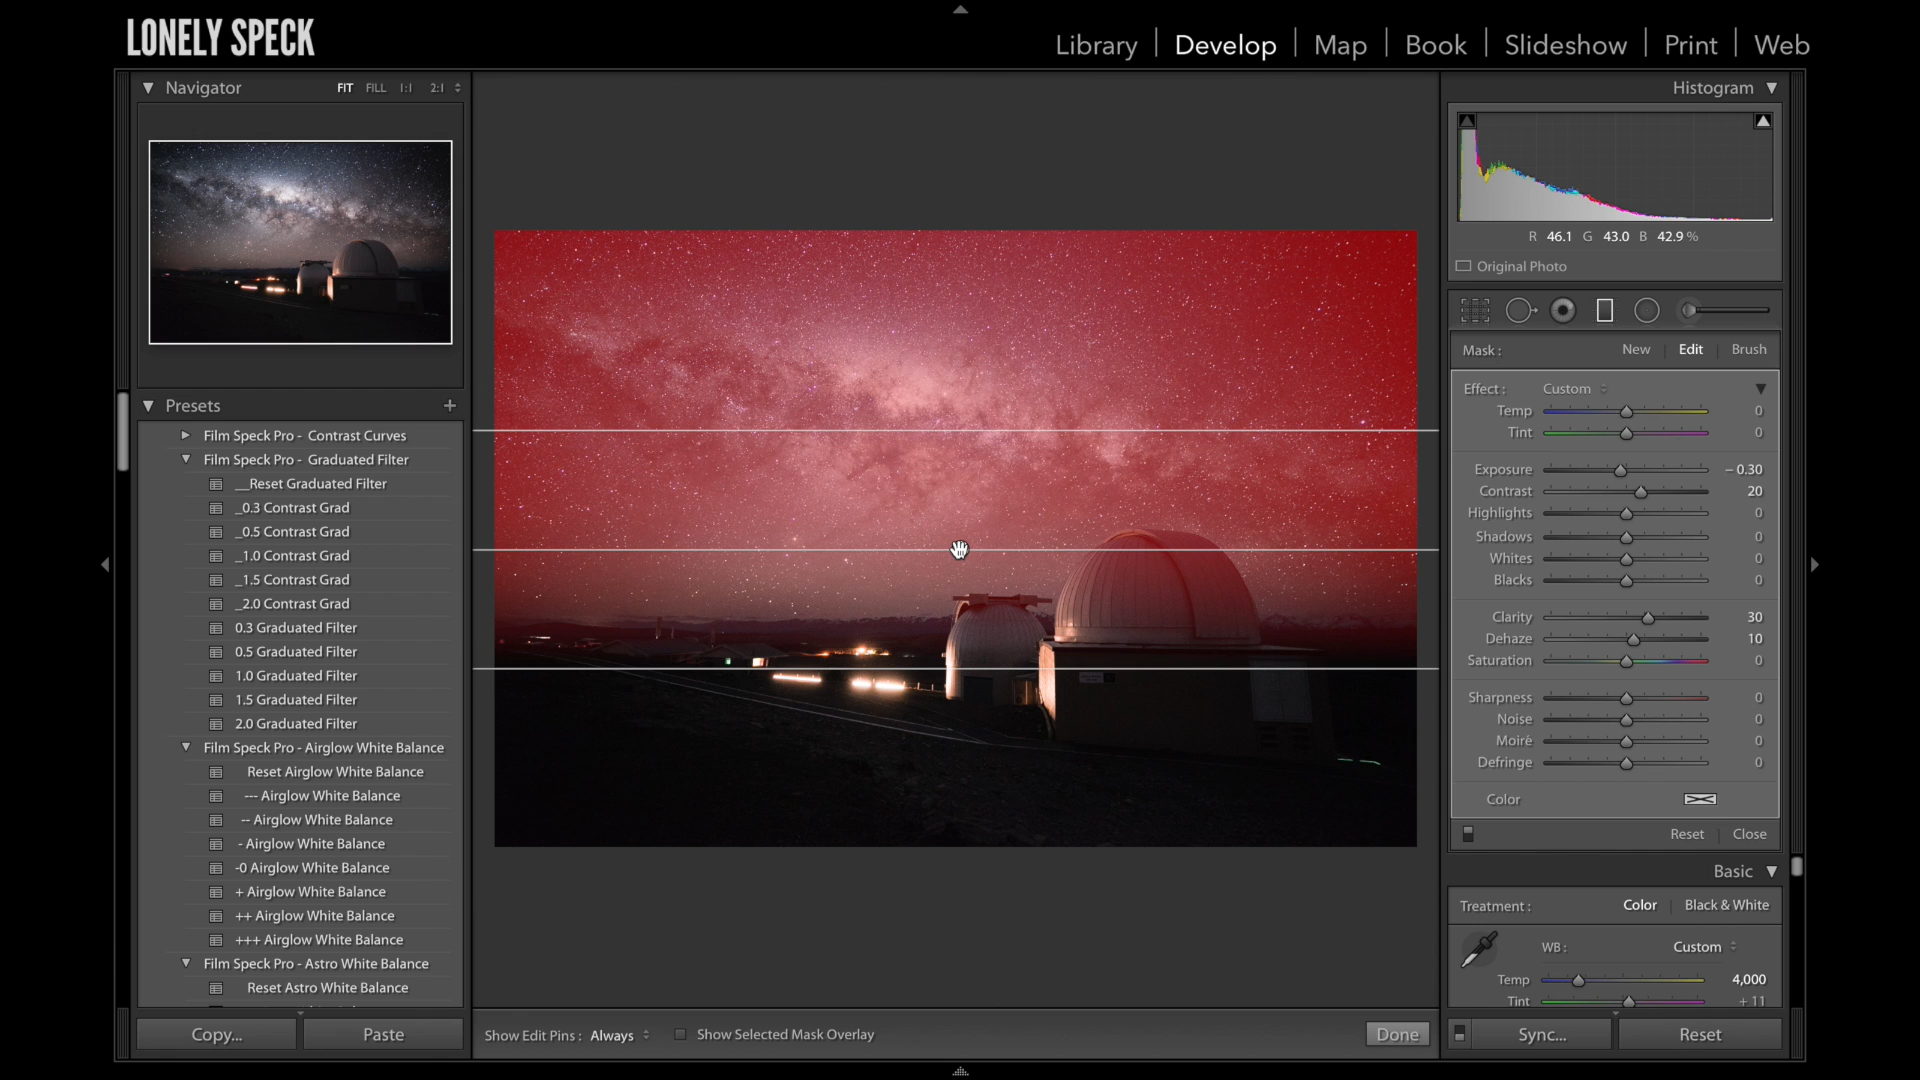 LONELY SPECK
Library | Develop | Map | Book | Slideshow | Print | Web
Navigator FIT FILL 1:1 2:1
Presets +
Film Speck Pro - Contrast Curves
Film Speck Pro - Graduated Filter
__Reset Graduated Filter
_0.3 Contrast Grad
_0.5 Contrast Grad
_1.0 Contrast Grad
_1.5 Contrast Grad
_2.0 Contrast Grad
0.3 Graduated Filter
0.5 Graduated Filter
1.0 Graduated Filter
1.5 Graduated Filter
2.0 Graduated Filter
Film Speck Pro - Airglow White Balance
Reset Airglow White Balance
--- Airglow White Balance
-- Airglow White Balance
- Airglow White Balance
-0 Airglow White Balance
+ Airglow White Balance
++ Airglow White Balance
+++ Airglow White Balance
Film Speck Pro - Astro White Balance
Reset Astro White Balance
Copy... Paste
Show Edit Pins : Always Show Selected Mask Overlay Done
Histogram
R 46.1 G 43.0 B 42.9 %
Original Photo
Mask : New | Edit | Brush
Effect : Custom
Temp 0
Tint 0
Exposure – 0.30
Contrast 20
Highlights 0
Shadows 0
Whites 0
Blacks 0
Clarity 30
Dehaze 10
Saturation 0
Sharpness 0
Noise 0
Moiré 0
Defringe 0
Color
Reset | Close
Basic
Treatment : Color | Black & White
WB : Custom
Temp 4,000
Tint + 11
Sync... Reset